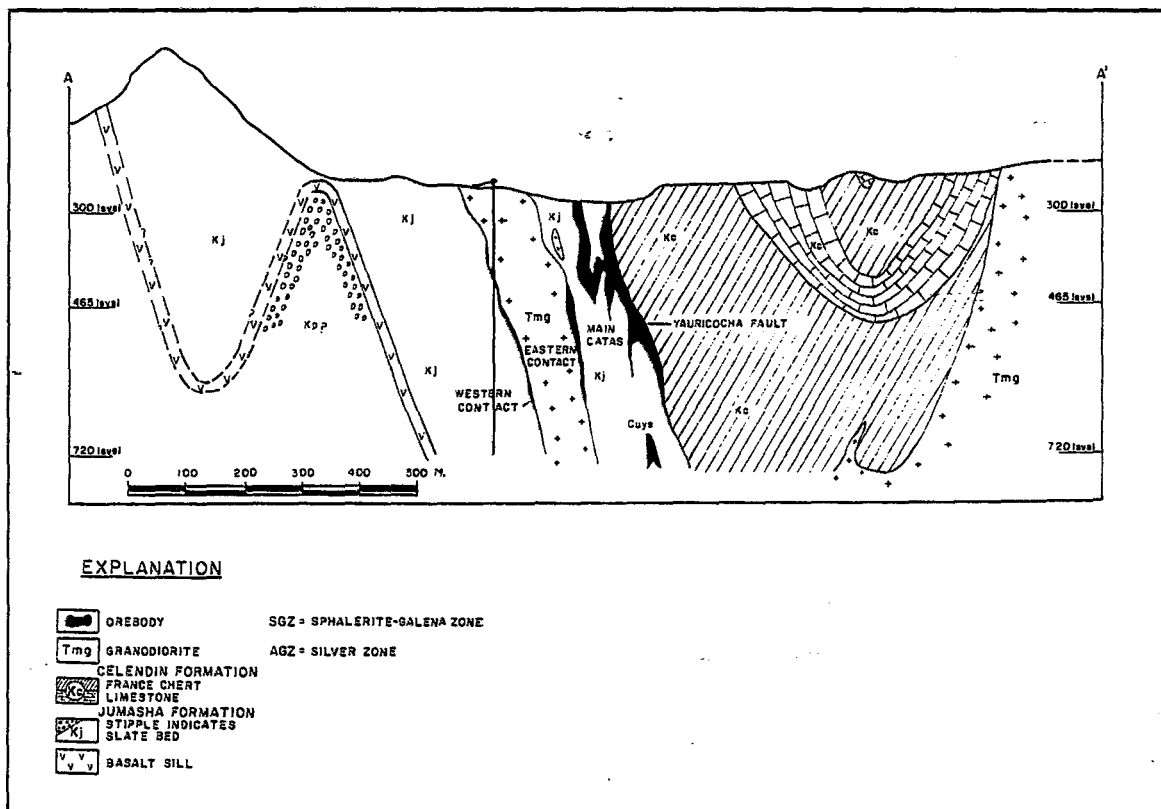 A
A'
300 level
465 level
720 level
300 level
465 level
720 level
Kj
Kj
Kj
Kj
Kj
Kpp
Tmg
Tmg
Kc
Kc
Kc
Kc
EASTERN
CONTACT
WESTERN
CONTACT
MAIN
CATAS
YAURICOCHA FAULT
Cuys
0 100 200 300 400 500 M.
EXPLANATION
OREBODY
SGZ = SPHALERITE-GALENA ZONE
Tmg GRANODIORITE
AGZ = SILVER ZONE
CELENDIN FORMATION
Kc FRANCE CHERT
LIMESTONE
JUMASHA FORMATION
Kj STIPPLE INDICATES
SLATE BED
V V V V V BASALT SILL